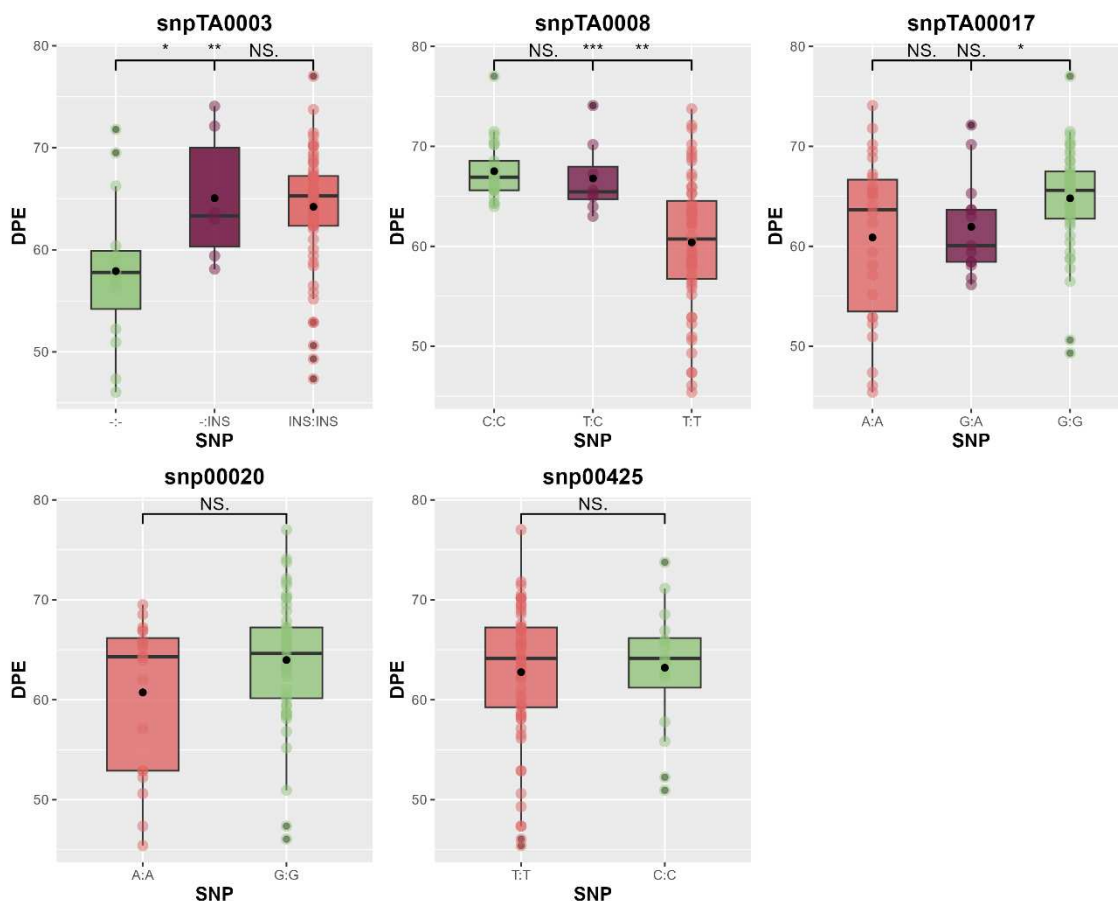 snpTA0003
snpTA0008
snpTA00017
80
* ** NS.
80
NS. *** **
80
NS. NS. *
70
70
70
DPE
DPE
DPE
60
60
60
50
50
50
-:- -:INS INS:INS
C:C T:C T:T
A:A G:A G:G
SNP
SNP
SNP
snp00020
snp00425
80
NS.
80
NS.
70
70
DPE
DPE
60
60
50
50
A:A G:G
T:T C:C
SNP
SNP